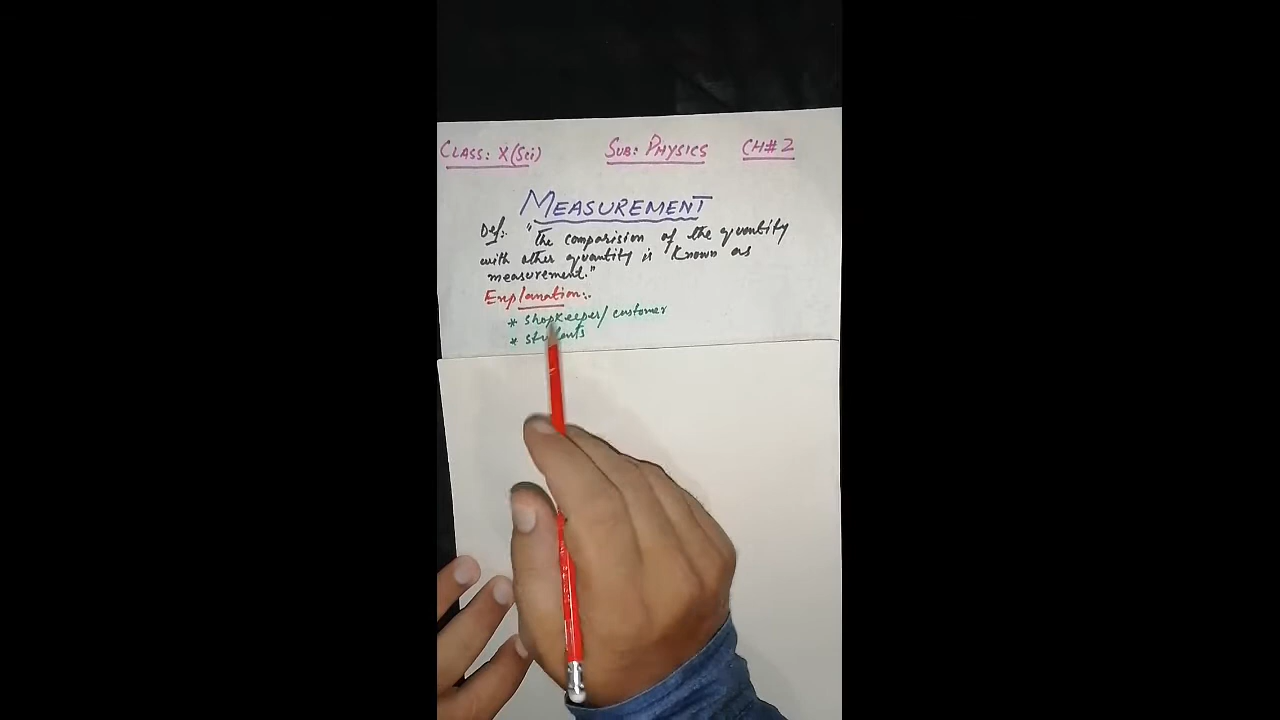 CLASS: X(Sci) SUB: PHYSICS CH# 2
MEASUREMENT
Def:. "The comparision of the quantity
with other quantity is known as
measurement."
Explanation:.
* shopkeeper/ customer
* students